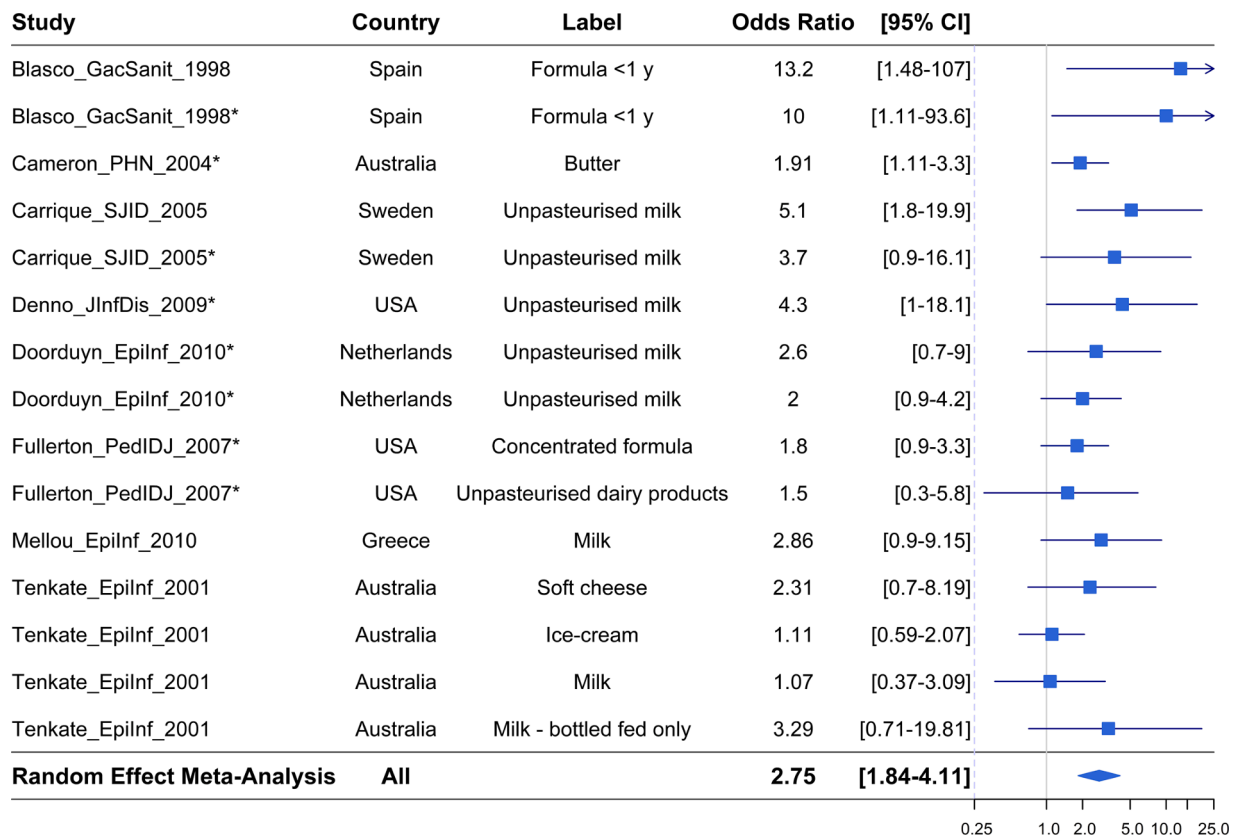 Study Country Label Odds Ratio [95% CI]
Blasco_GacSanit_1998 Spain Formula <1 y 13.2 [1.48-107]
Blasco_GacSanit_1998* Spain Formula <1 y 10 [1.11-93.6]
Cameron_PHN_2004* Australia Butter 1.91 [1.11-3.3]
Carrique_SJID_2005 Sweden Unpasteurised milk 5.1 [1.8-19.9]
Carrique_SJID_2005* Sweden Unpasteurised milk 3.7 [0.9-16.1]
Denno_JInfDis_2009* USA Unpasteurised milk 4.3 [1-18.1]
Doorduyn_EpiInf_2010* Netherlands Unpasteurised milk 2.6 [0.7-9]
Doorduyn_EpiInf_2010* Netherlands Unpasteurised milk 2 [0.9-4.2]
Fullerton_PedIDJ_2007* USA Concentrated formula 1.8 [0.9-3.3]
Fullerton_PedIDJ_2007* USA Unpasteurised dairy products 1.5 [0.3-5.8]
Mellou_EpiInf_2010 Greece Milk 2.86 [0.9-9.15]
Tenkate_EpiInf_2001 Australia Soft cheese 2.31 [0.7-8.19]
Tenkate_EpiInf_2001 Australia Ice-cream 1.11 [0.59-2.07]
Tenkate_EpiInf_2001 Australia Milk 1.07 [0.37-3.09]
Tenkate_EpiInf_2001 Australia Milk - bottled fed only 3.29 [0.71-19.81]
Random Effect Meta-Analysis All 2.75 [1.84-4.11]
0.25 1.0 2.0 5.0 10.0 25.0